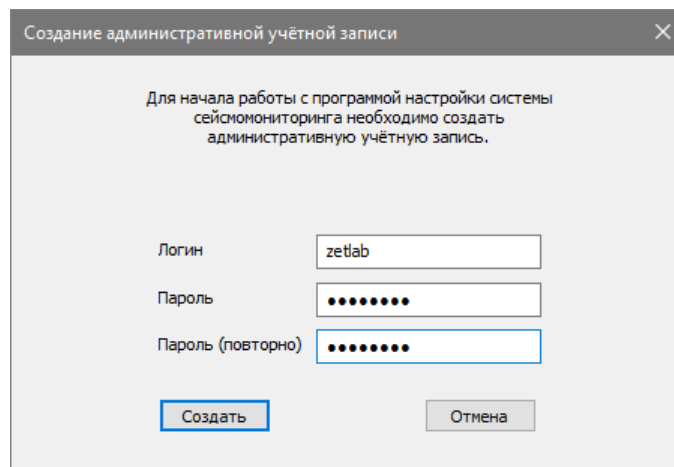 Создание административной учётной записи
Для начала работы с программой настройки системы
сейсмомониторинга необходимо создать
административную учётную запись.
Логин
zetlab
Пароль
●●●●●●●●
Пароль (повторно)
●●●●●●●●
Создать
Отмена